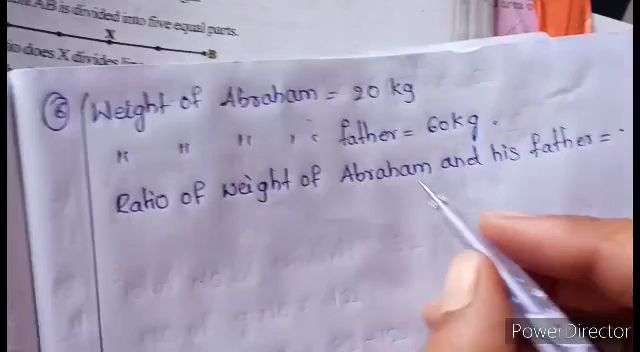 AB is divided into five equal parts.
X
B
io does X divides
6 Weight of Abraham = 20 kg
" " " " father = 60kg.
Ratio of weight of Abraham and his father =
PowerDirector